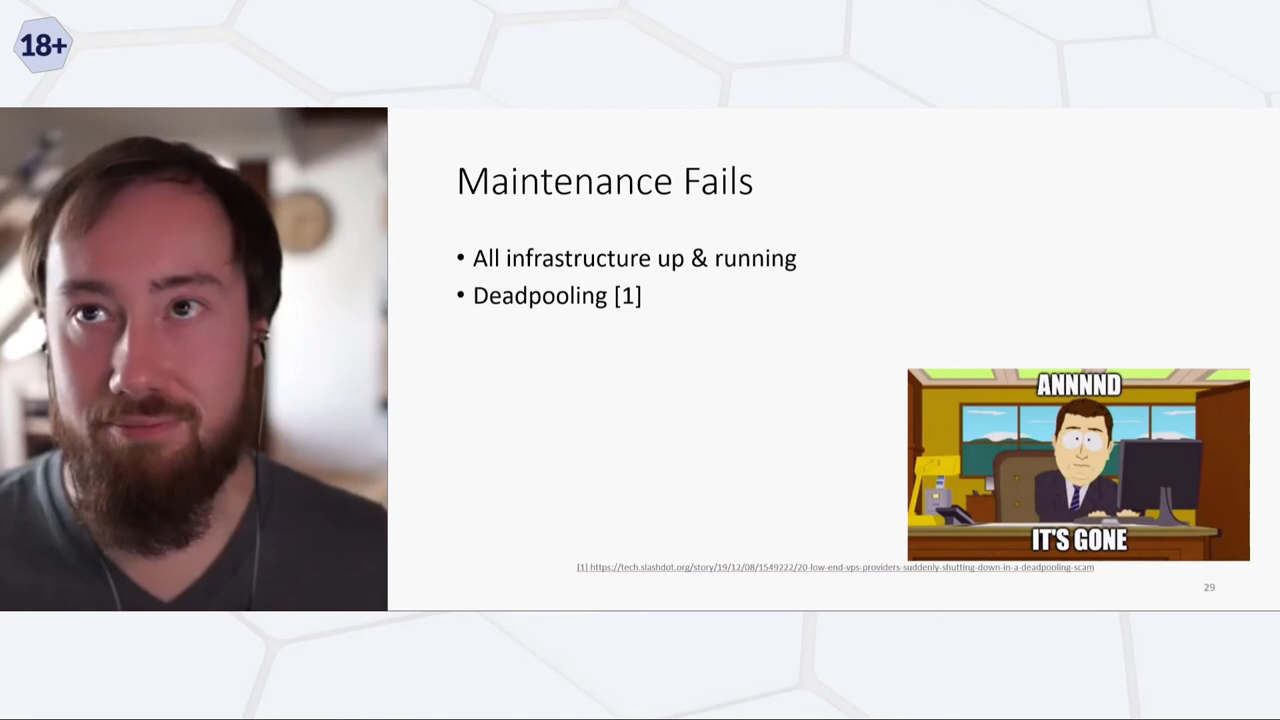 18+
Maintenance Fails
• All infrastructure up & running
• Deadpooling [1]
ANNNND
IT'S GONE
[1] https://tech.slashdot.org/story/19/12/08/1549222/20-low-end-vps-providers-suddenly-shutting-down-in-a-deadpooling-scam
29